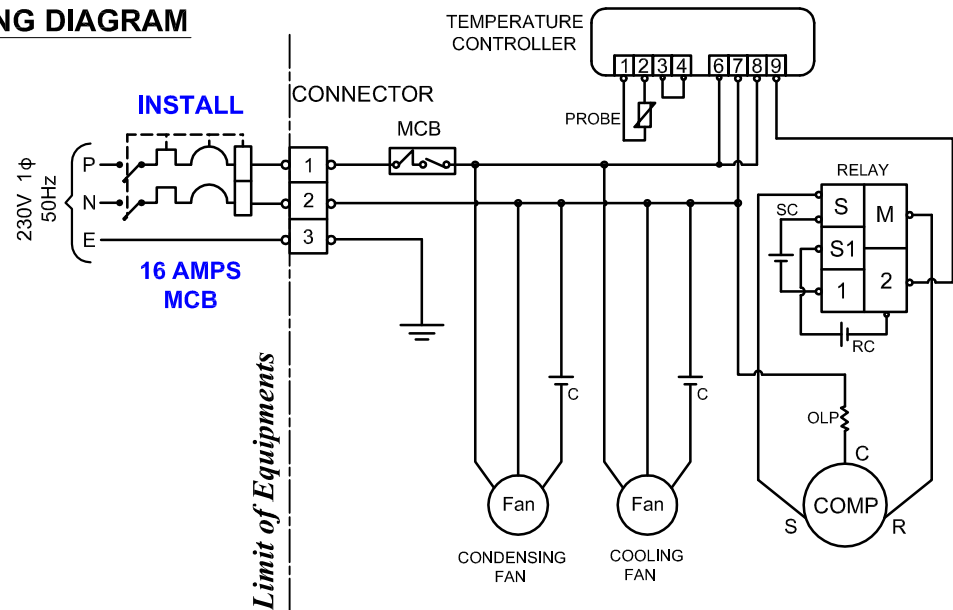 NG DIAGRAM
TEMPERATURE
CONTROLLER
1 2 3 4 6 7 8 9
PROBE
INSTALL
CONNECTOR
MCB
230V 1ϕ
50Hz
P
N
E
1
2
3
16 AMPS
MCB
Limit of Equipments
RELAY
SC
S
M
S1
1
2
RC
C
C
OLP
C
Fan
Fan
COMP
S
R
CONDENSING
FAN
COOLING
FAN